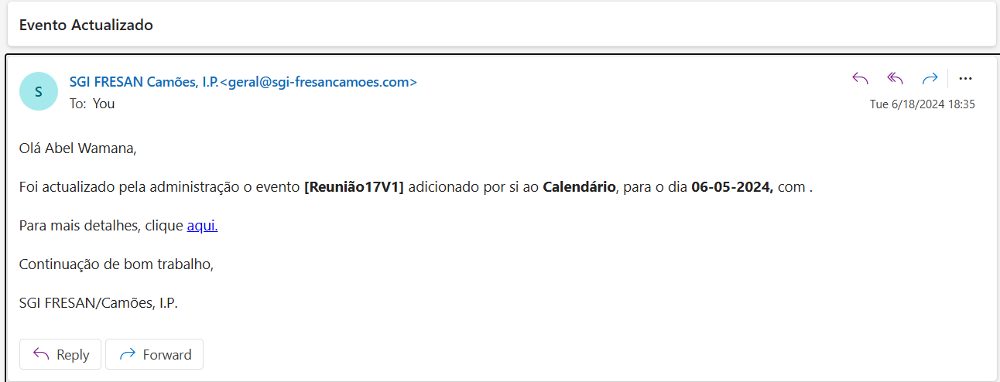 Evento Actualizado
S
SGI FRESAN Camões, I.P.<geral@sgi-fresancamoes.com>
To: You
Tue 6/18/2024 18:35
Olá Abel Wamana,
Foi actualizado pela administração o evento [Reunião17V1] adicionado por si ao Calendário, para o dia 06-05-2024, com .
Para mais detalhes, clique aqui.
Continuação de bom trabalho,
SGI FRESAN/Camões, I.P.
Reply
Forward